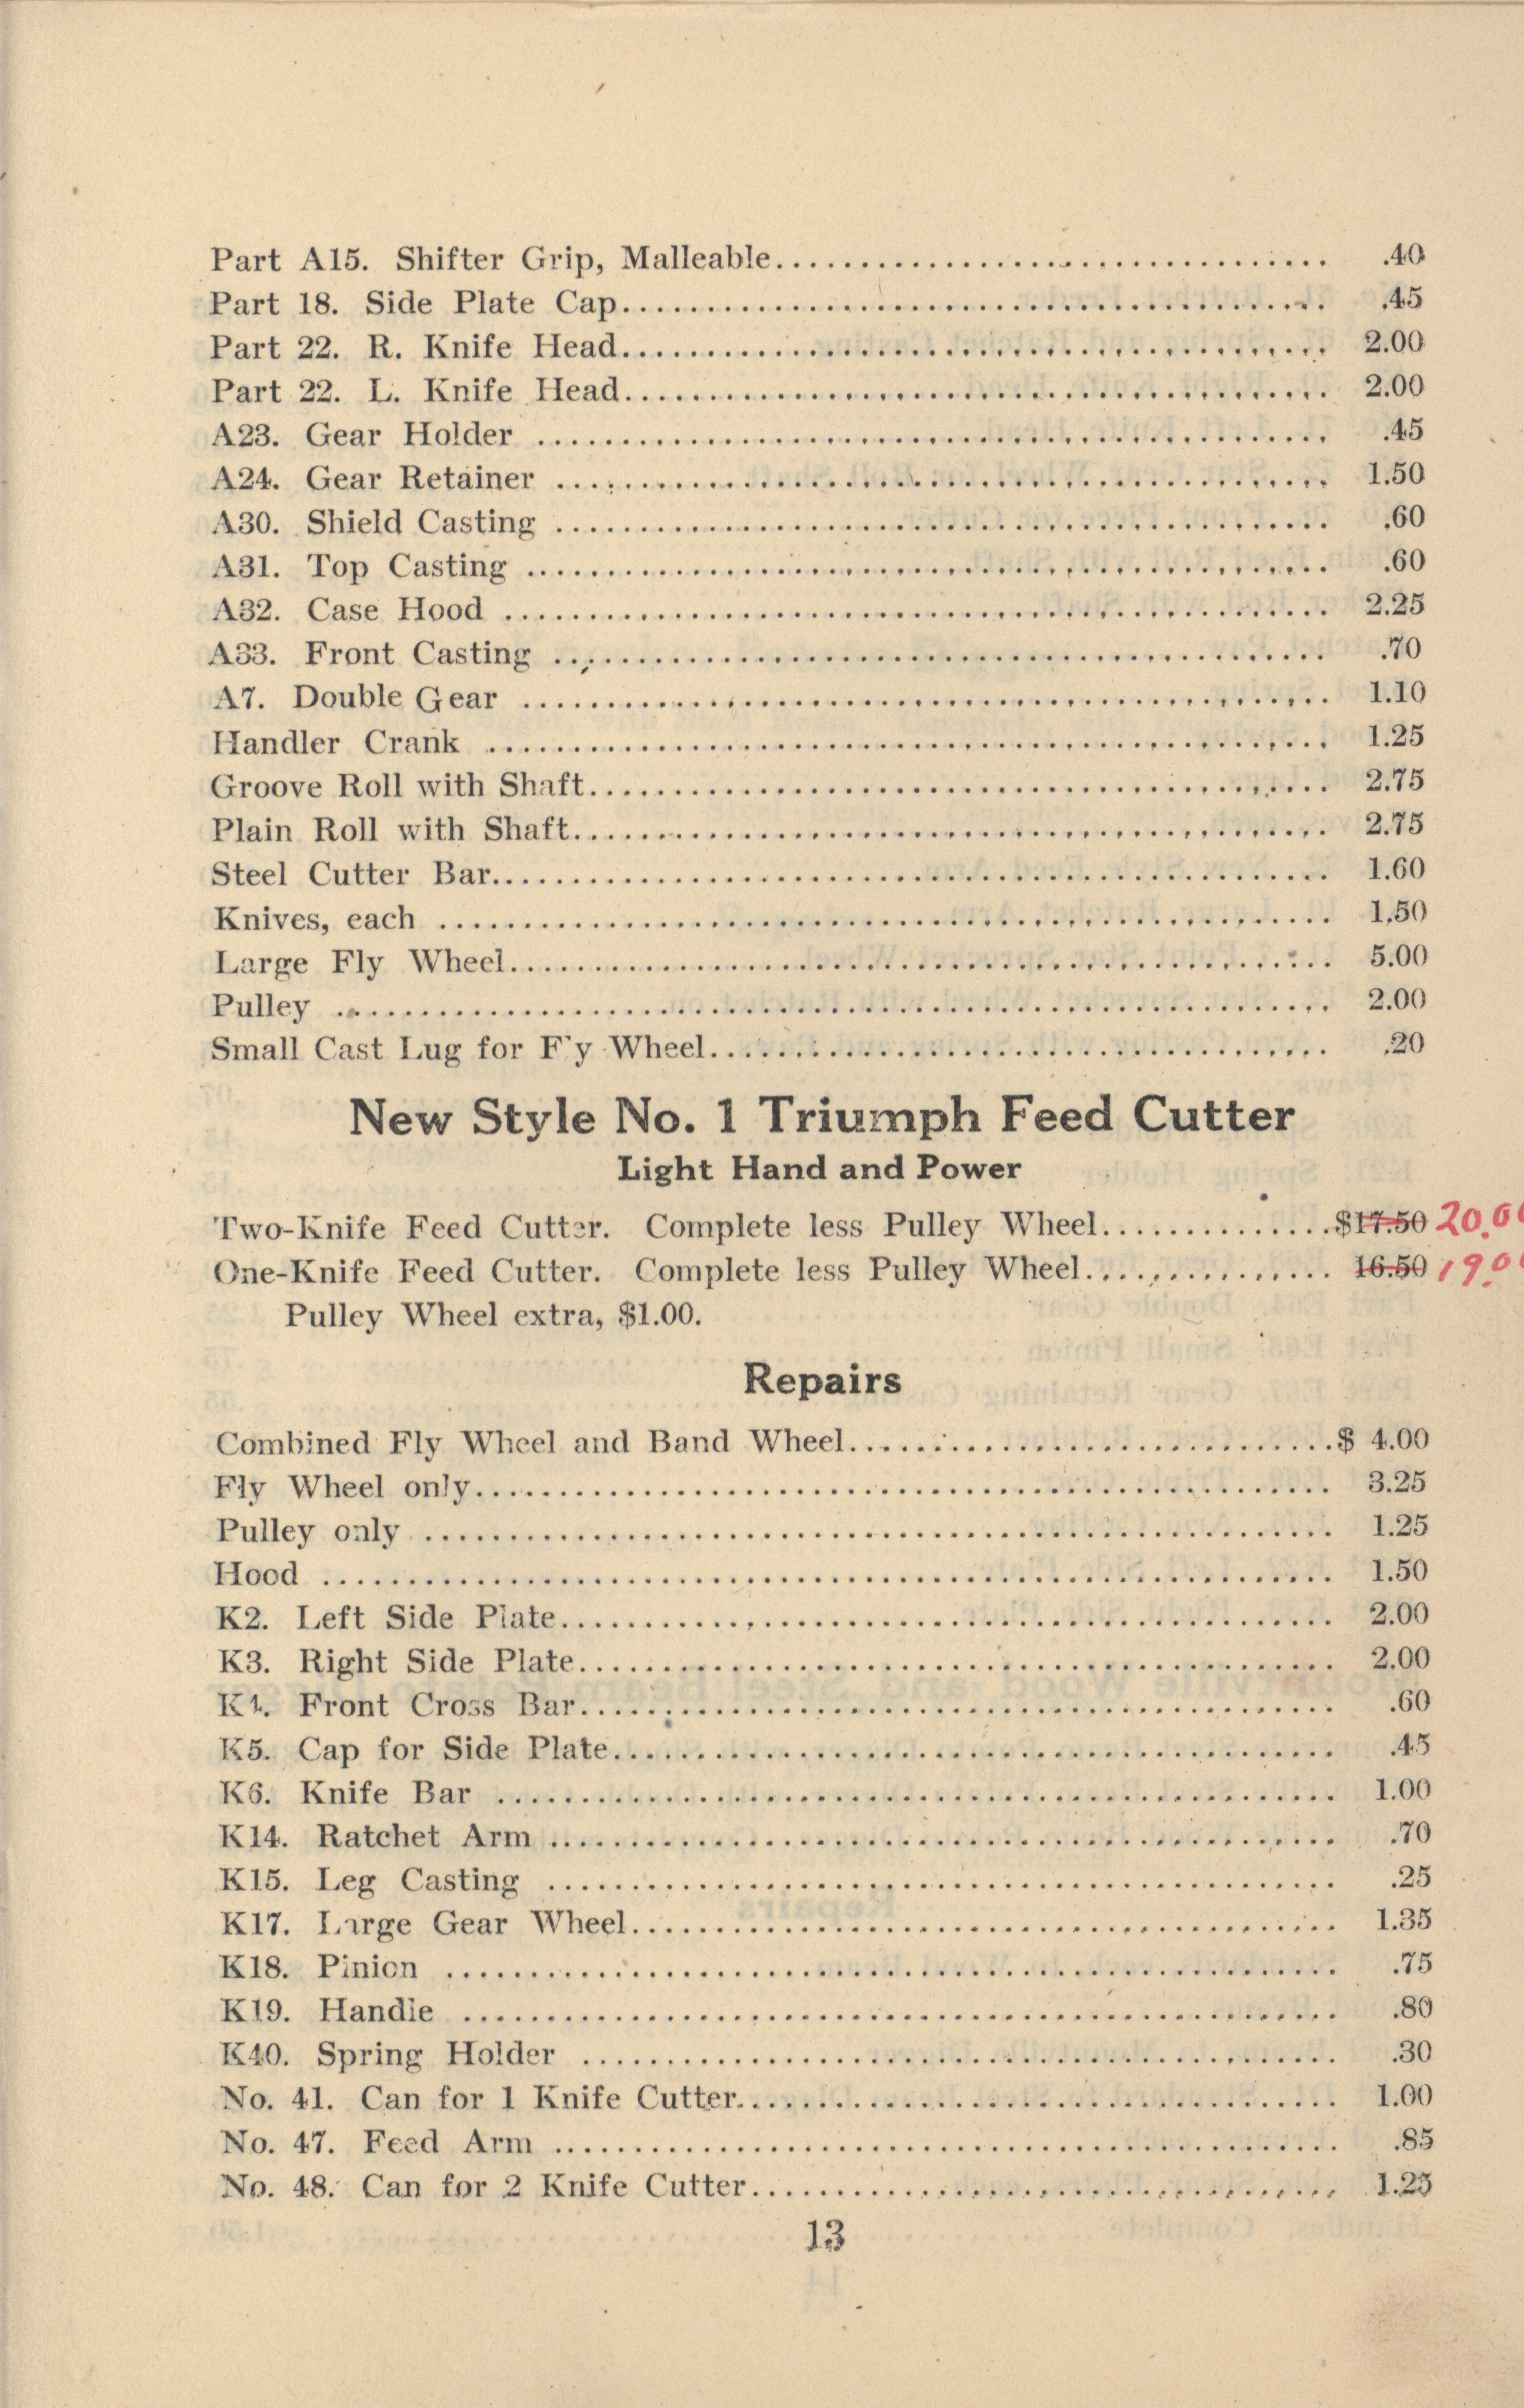 Part A15. Shifter Grip, Malleable........ .40
Part 18. Side Plate Cap........ .45
Part 22. R. Knife Head........ 2.00
Part 22. L. Knife Head........ 2.00
A23. Gear Holder ........ .45
A24. Gear Retainer ........ 1.50
A30. Shield Casting ........ .60
A31. Top Casting ........ .60
A32. Case Hood ........ 2.25
A33. Front Casting ........ .70
A7. Double Gear ........ 1.10
Handler Crank ........ 1.25
Groove Roll with Shaft........ 2.75
Plain Roll with Shaft........ 2.75
Steel Cutter Bar........ 1.60
Knives, each ........ 1.50
Large Fly Wheel........ 5.00
Pulley ........ 2.00
Small Cast Lug for F'y Wheel........ .20
New Style No. 1 Triumph Feed Cutter
Light Hand and Power
Two-Knife Feed Cutter. Complete less Pulley Wheel........$17.50 20.0
One-Knife Feed Cutter. Complete less Pulley Wheel........ 16.50 19.0
Pulley Wheel extra, $1.00.
Repairs
Combined Fly Wheel and Band Wheel........$ 4.00
Fly Wheel only........ 3.25
Pulley only ........ 1.25
Hood ........ 1.50
K2. Left Side Plate........ 2.00
K3. Right Side Plate........ 2.00
K4. Front Cross Bar........ .60
K5. Cap for Side Plate........ .45
K6. Knife Bar ........ 1.00
K14. Ratchet Arm ........ .70
K15. Leg Casting ........ .25
K17. Large Gear Wheel........ 1.35
K18. Pinion ........ .75
K19. Handle ........ .80
K40. Spring Holder ........ .30
No. 41. Can for 1 Knife Cutter........ 1.00
No. 47. Feed Arm ........ .85
No. 48. Can for 2 Knife Cutter........ 1.25
13